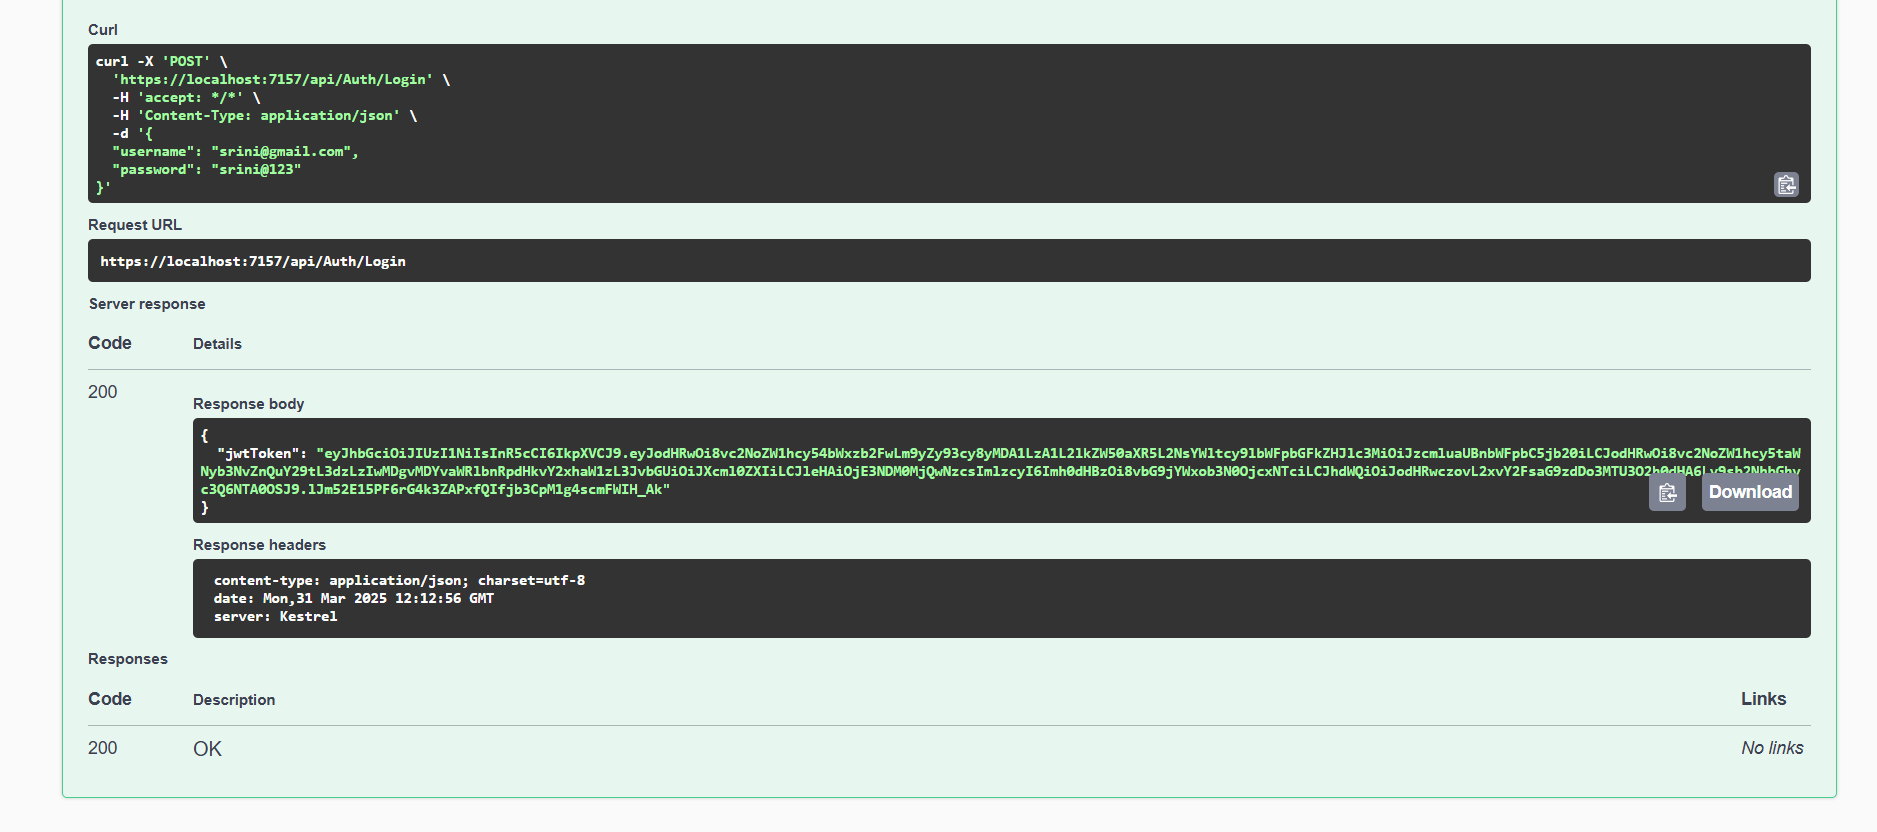 Curl
curl -X 'POST' \
'https://localhost:7157/api/Auth/Login' \
-H 'accept: */*' \
-H 'Content-Type: application/json' \
-d '{
"username": "srini@gmail.com",
"password": "srini@123"
}'
Request URL
https://localhost:7157/api/Auth/Login
Server response
Code Details
200
Response body
{
"jwtToken": "eyJhbGciOiJIUzI1NiIsInR5cCI6IkpXVCJ9.eyJodHRwOi8vc2NoZW1hcy54bWxzb2FwLm9yZy93cy8yMDA1LzA1L2lkZW50aXR5L2NsYWltcy9lbWFpbGFkZHJlc3MiOiJzcmluaUBnbWFpbC5jb20iLCJodHRwOi8vc2NoZW1hcy5taW
Nyb3NvZnQuY29tL3dzLzIwMDgvMDYvaWRlbnRpdHkvY2xhaW1zL3JvbGUiOiJXcml0ZXIiLCJleHAiOjE3NDM0MjQwNzcsImlzcyI6Imh0dHBzOi8vbG9jYWxob3N0OjcxNTciLCJhdWQiOiJodHRwczovL2xvY2FsaG9zdDo3MTU3O2h0dHA6Ly9sb2NhbGhv
c3Q6NTA0OSJ9.lJm52E15PF6rG4k3ZAPxfQIfjb3CpM1g4scmFWIH_Ak"
Download
}
Response headers
content-type: application/json; charset=utf-8
date: Mon,31 Mar 2025 12:12:56 GMT
server: Kestrel
Responses
Code Description Links
200 OK No links